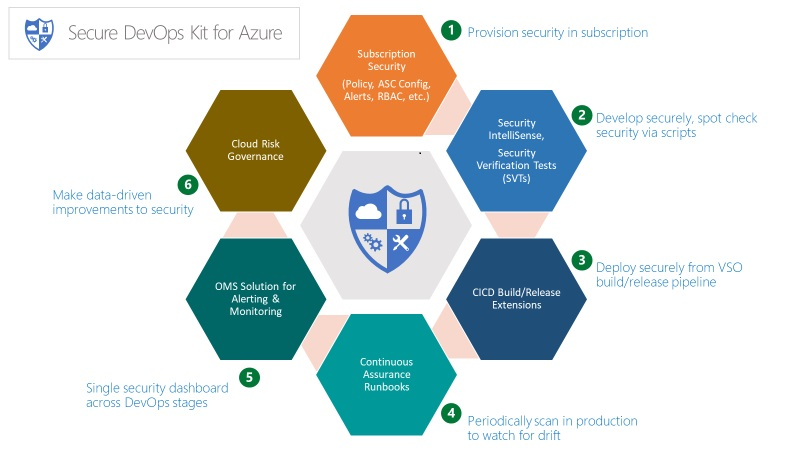 Secure DevOps Kit for Azure
Subscription
Security
(Policy, ASC Config,
Alerts, RBAC, etc.)
1
Provision security in subscription
Security
IntelliSense,
Security
Verification Tests
(SVTs)
2
Develop securely, spot check
security via scripts
CICD Build/Release
Extensions
3
Deploy securely from VSO
build/release pipeline
Continuous
Assurance
Runbooks
4
Periodically scan in production
to watch for drift
OMS Solution for
Alerting &
Monitoring
5
Single security dashboard
across DevOps stages
Cloud Risk
Governance
6
Make data-driven
improvements to security